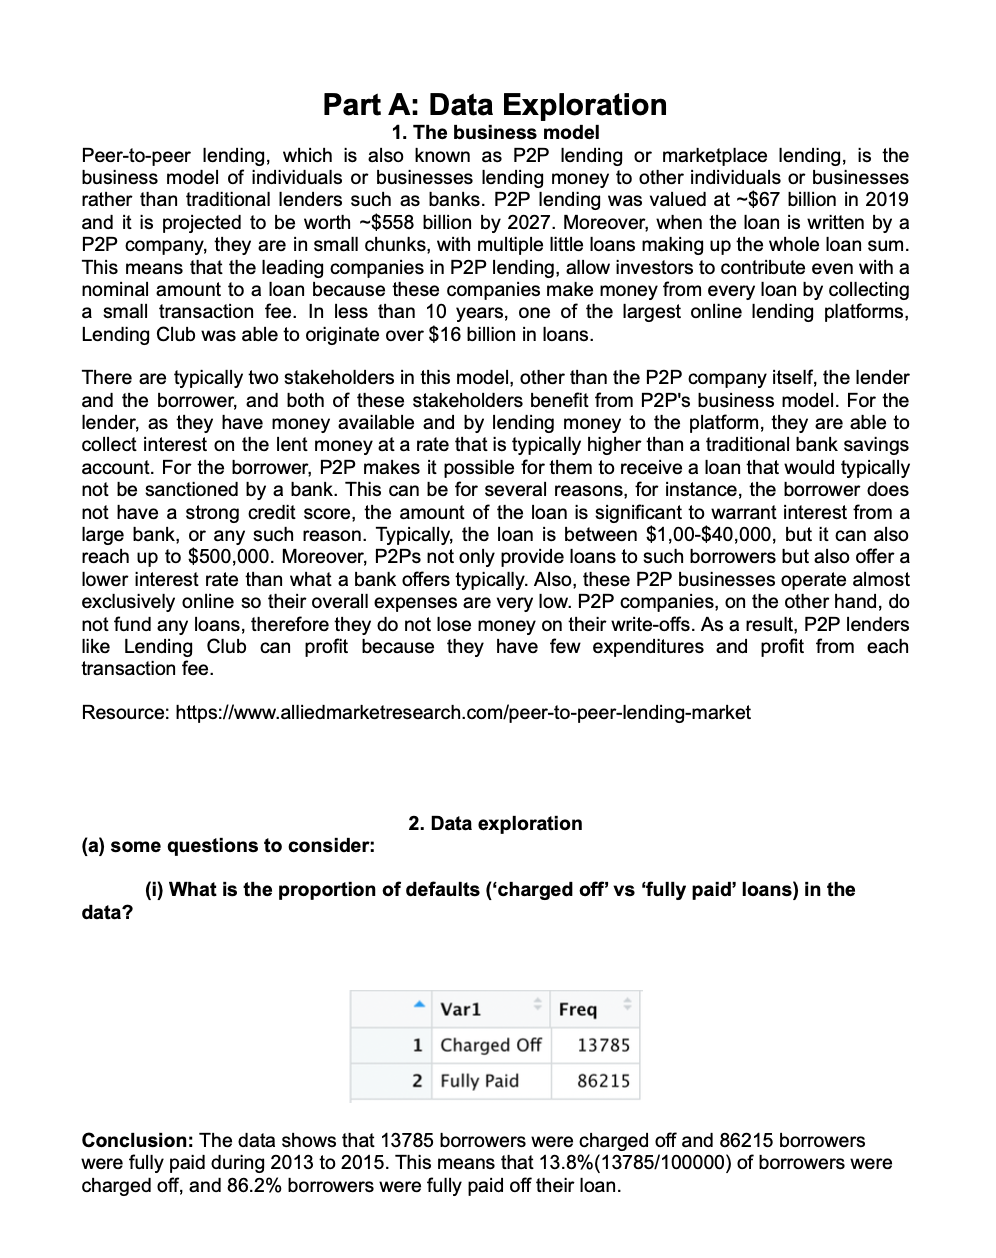 Part A: Data Exploration
1. The business model
Peer-to-peer lending, which is also known as P2P lending or marketplace lending, is the
business model of individuals or businesses lending money to other individuals or businesses
rather than traditional lenders such as banks. P2P lending was valued at ~$67 billion in 2019
and it is projected to be worth ~$558 billion by 2027. Moreover, when the loan is written by a
P2P company, they are in small chunks, with multiple little loans making up the whole loan sum.
This means that the leading companies in P2P lending, allow investors to contribute even with a
nominal amount to a loan because these companies make money from every loan by collecting
a small transaction fee. In less than 10 years, one of the largest online lending platforms,
Lending Club was able to originate over $16 billion in loans.
There are typically two stakeholders in this model, other than the P2P company itself, the lender
and the borrower, and both of these stakeholders benefit from P2P's business model. For the
lender, as they have money available and by lending money to the platform, they are able to
collect interest on the lent money at a rate that is typically higher than a traditional bank savings
account. For the borrower, P2P makes it possible for them to receive a loan that would typically
not be sanctioned by a bank. This can be for several reasons, for instance, the borrower does
not have a strong credit score, the amount of the loan is significant to warrant interest from a
large bank, or any such reason. Typically, the loan is between $1,00-$40,000, but it can also
reach up to $500,000. Moreover, P2Ps not only provide loans to such borrowers but also offer a
lower interest rate than what a bank offers typically. Also, these P2P businesses operate almost
exclusively online so their overall expenses are very low. P2P companies, on the other hand, do
not fund any loans, therefore they do not lose money on their write-offs. As a result, P2P lenders
like Lending Club can profit because they have few expenditures and profit from each
transaction fee.
Resource: https://www.alliedmarketresearch.com/peer-to-peer-lending-market
2. Data exploration
(a) some questions to consider:
(i) What is the proportion of defaults (‘charged off’ vs ‘fully paid’ loans) in the
data?
Var1 Freq
1 Charged Off 13785
2 Fully Paid 86215
Conclusion: The data shows that 13785 borrowers were charged off and 86215 borrowers
were fully paid during 2013 to 2015. This means that 13.8%(13785/100000) of borrowers were
charged off, and 86.2% borrowers were fully paid off their loan.